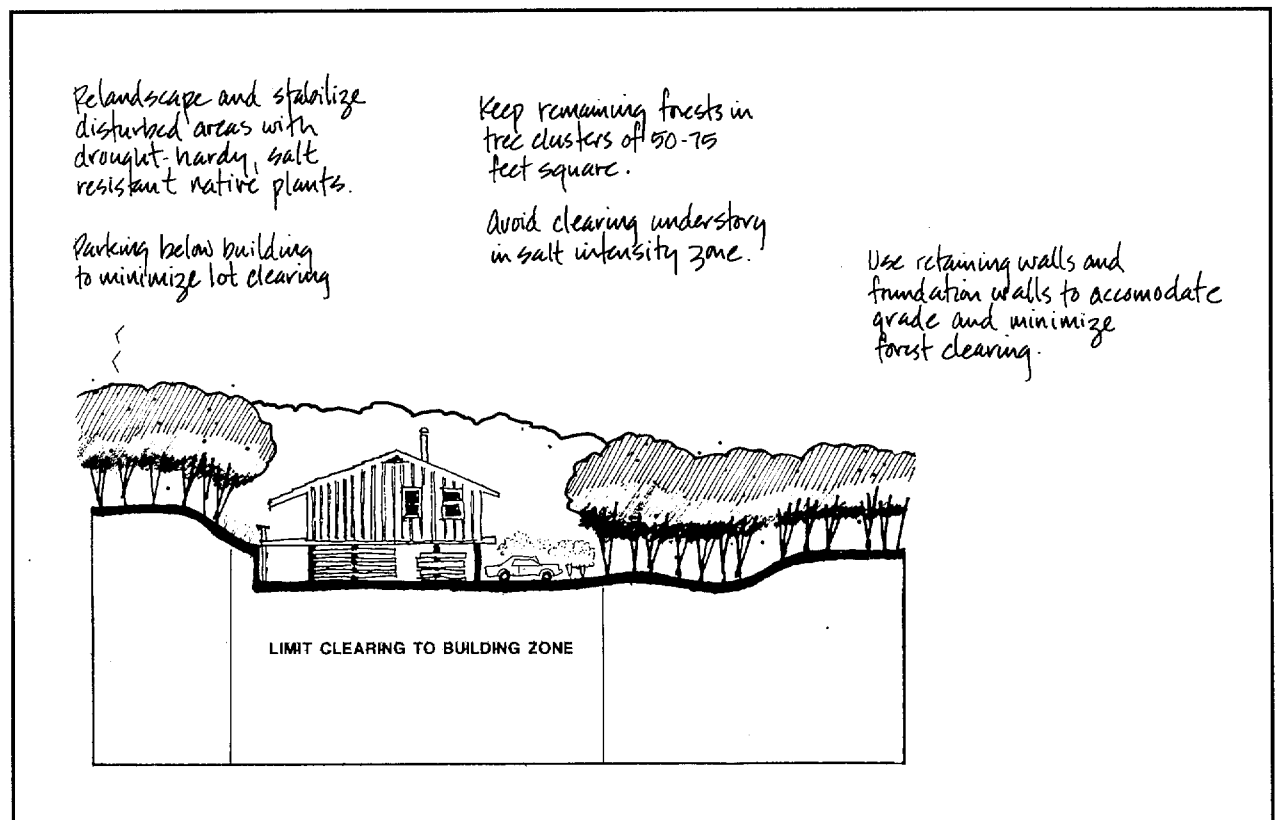 Relandscape and stabilize
disturbed areas with
drought-hardy, salt
resistant native plants.
Parking below building
to minimize lot clearing
Keep remaining forests in
tree clusters of 50-75
feet square.
Avoid clearing understory
in salt intensity zone.
Use retaining walls and
foundation walls to accomodate
grade and minimize
forest clearing.
LIMIT CLEARING TO BUILDING ZONE